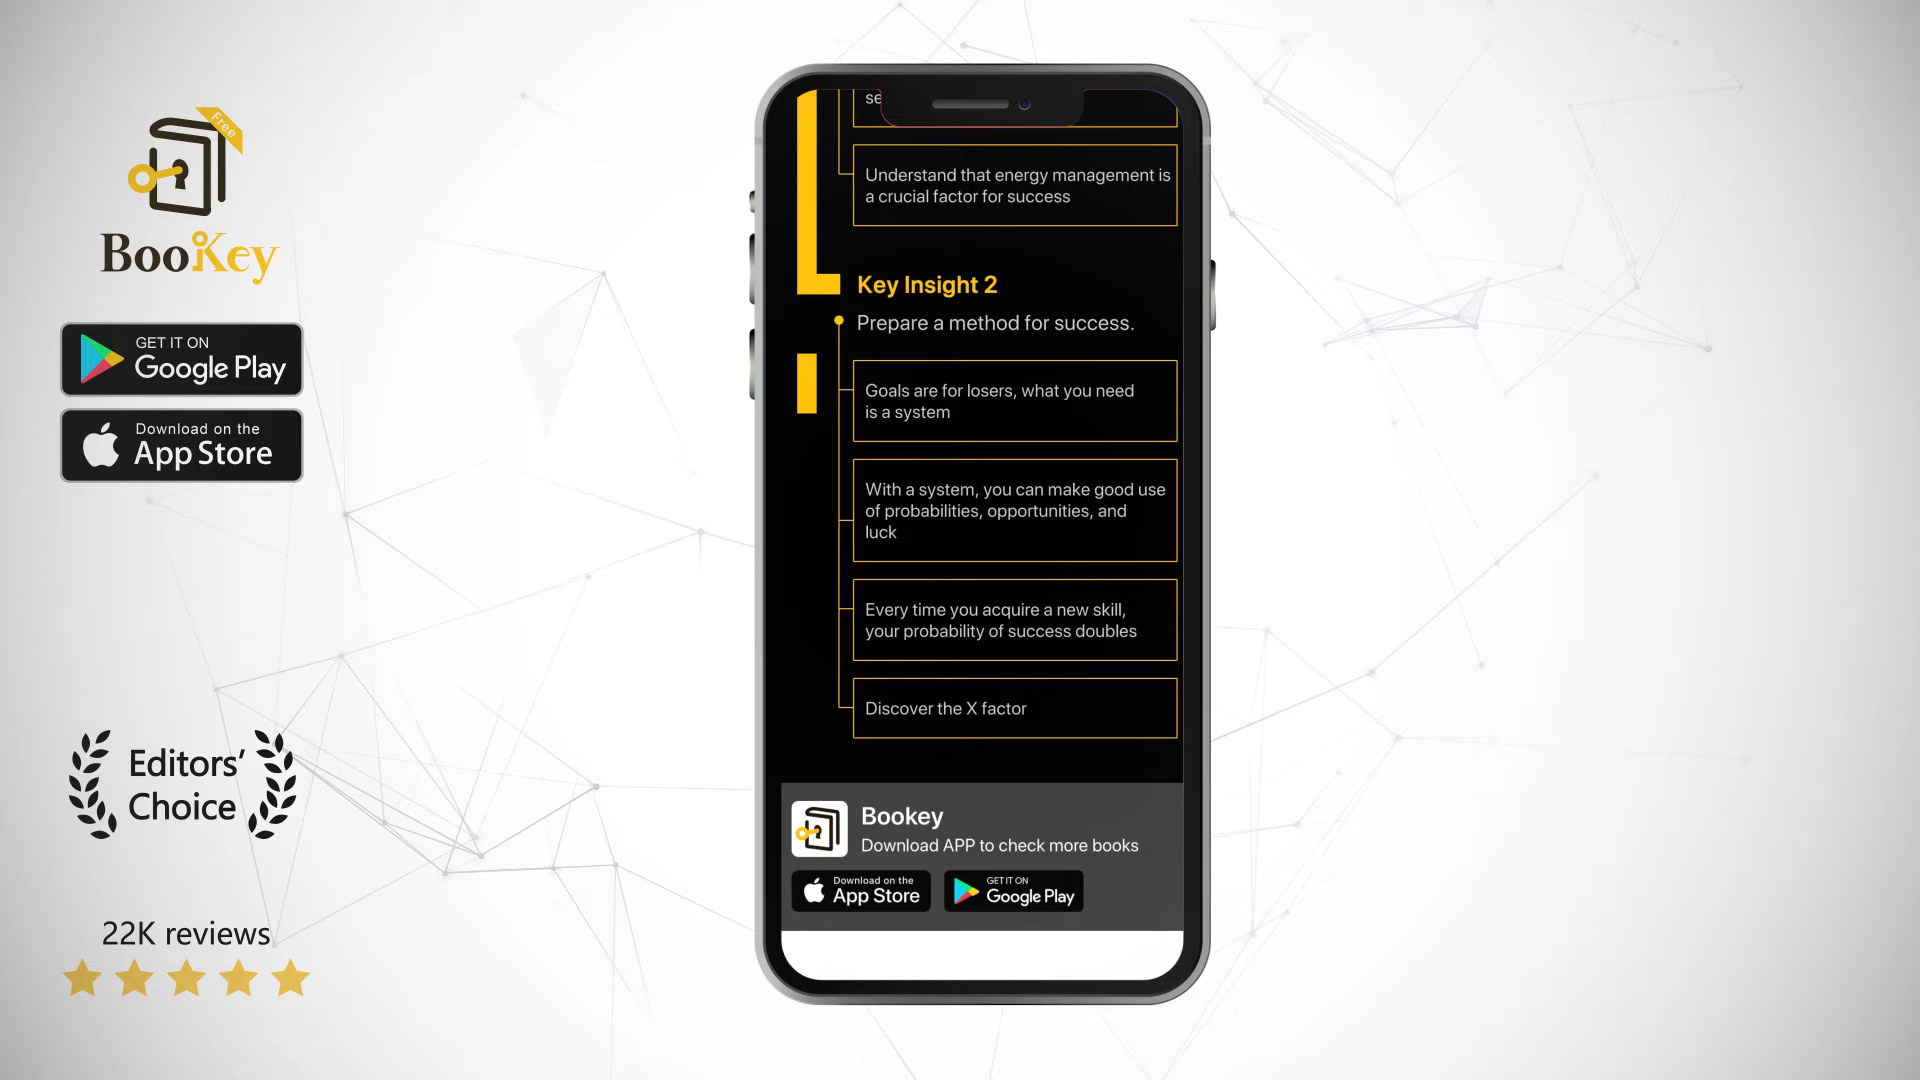 Free
BooKey
GET IT ON
Google Play
Download on the
App Store
Editors’
Choice
22K reviews
Understand that energy management is
a crucial factor for success
Key Insight 2
Prepare a method for success.
Goals are for losers, what you need
is a system
With a system, you can make good use
of probabilities, opportunities, and
luck
Every time you acquire a new skill,
your probability of success doubles
Discover the X factor
Bookey
Download APP to check more books
Download on the
App Store
GET IT ON
Google Play